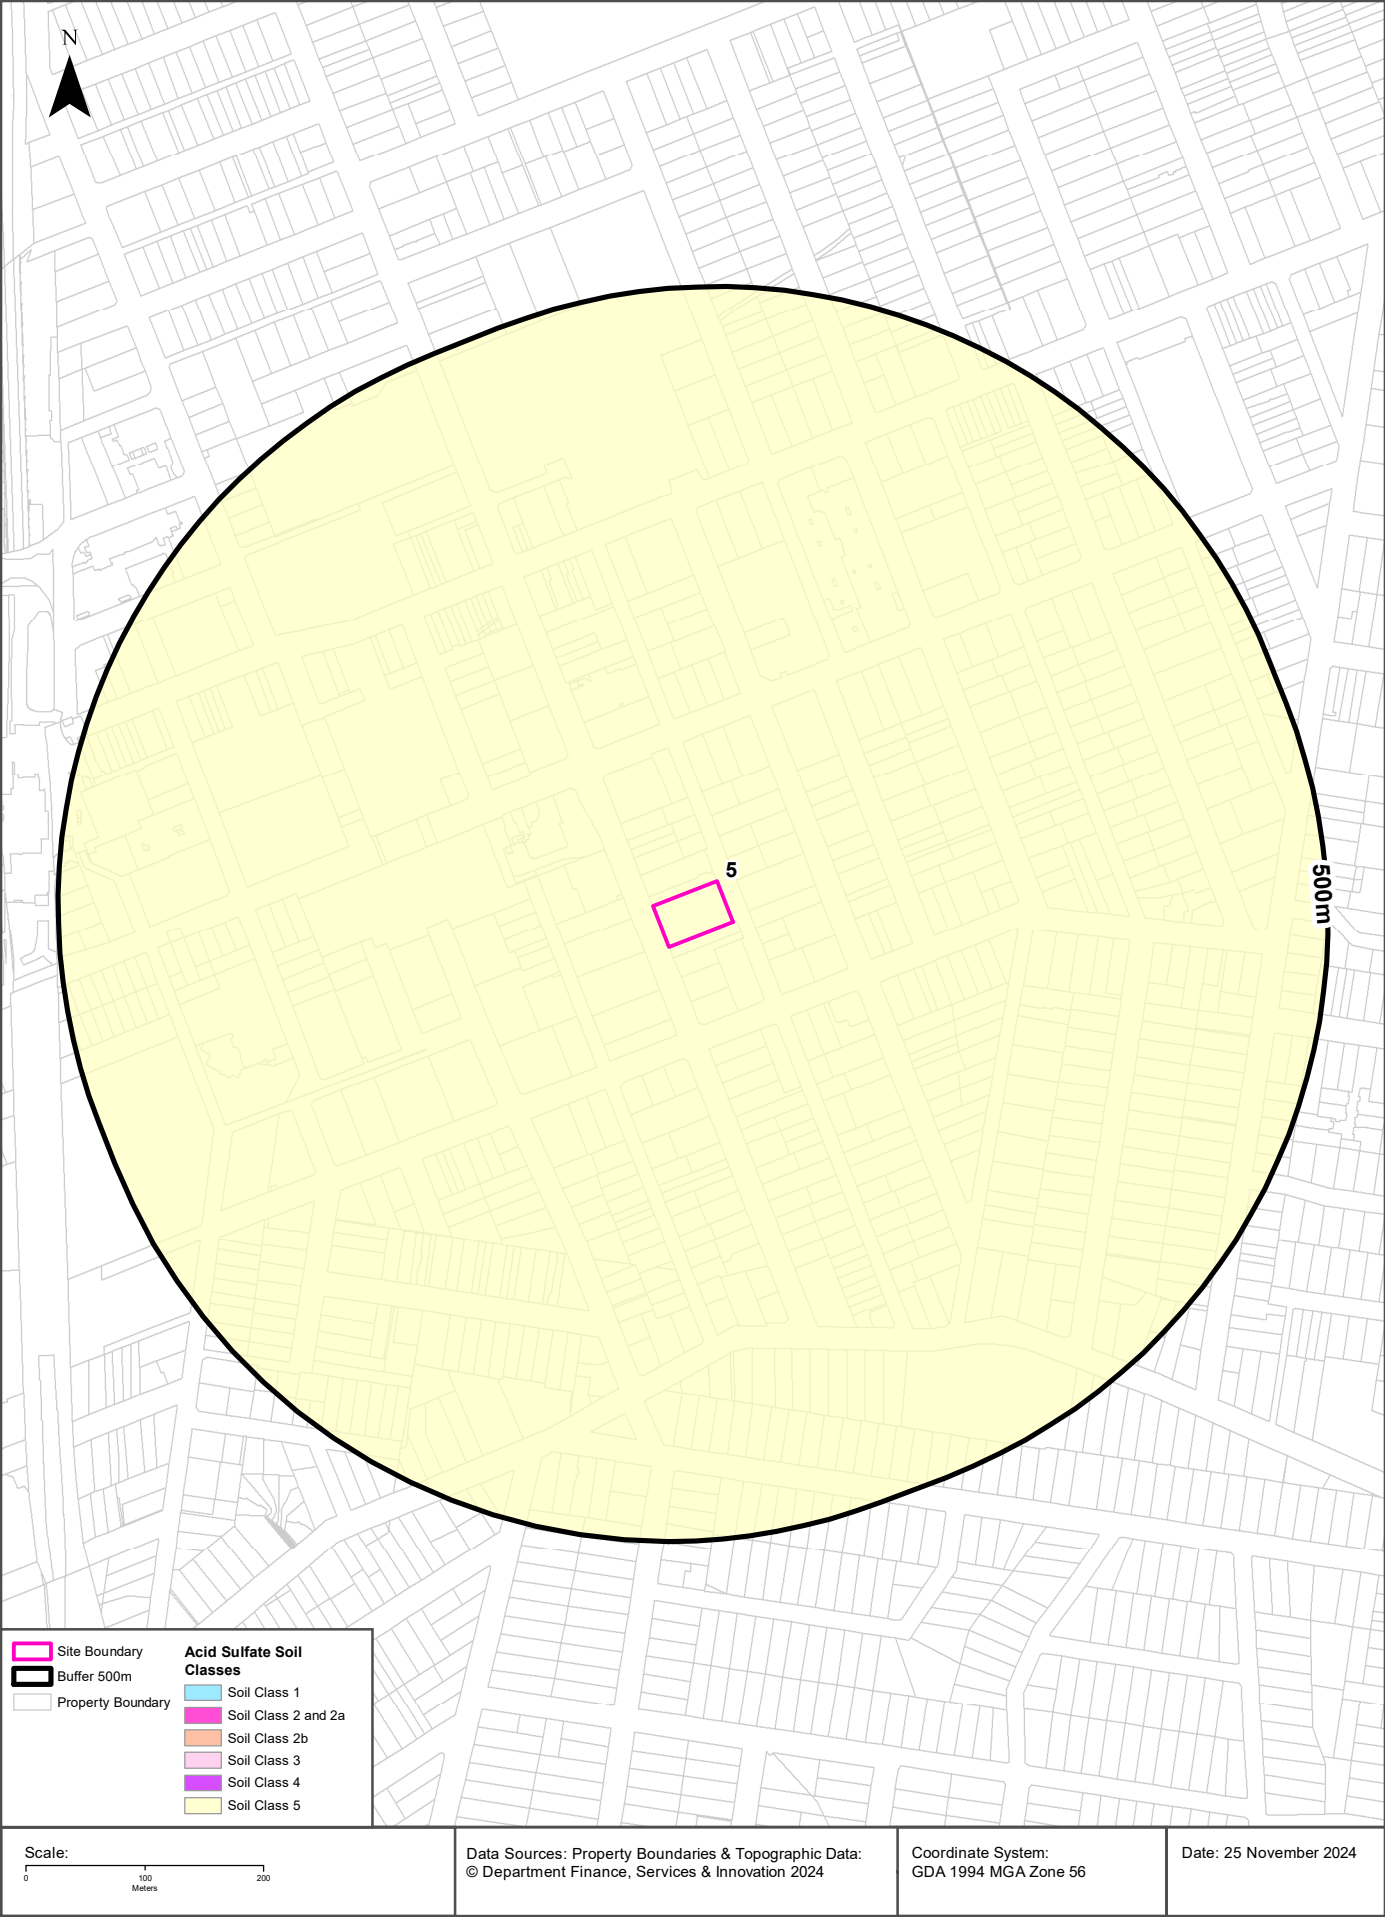 N
5
500m
Site Boundary
Buffer 500m
Property Boundary
Acid Sulfate Soil
Classes
Soil Class 1
Soil Class 2 and 2a
Soil Class 2b
Soil Class 3
Soil Class 4
Soil Class 5
Scale:
0 100 200
Meters
Data Sources: Property Boundaries & Topographic Data:
© Department Finance, Services & Innovation 2024
Coordinate System:
GDA 1994 MGA Zone 56
Date: 25 November 2024